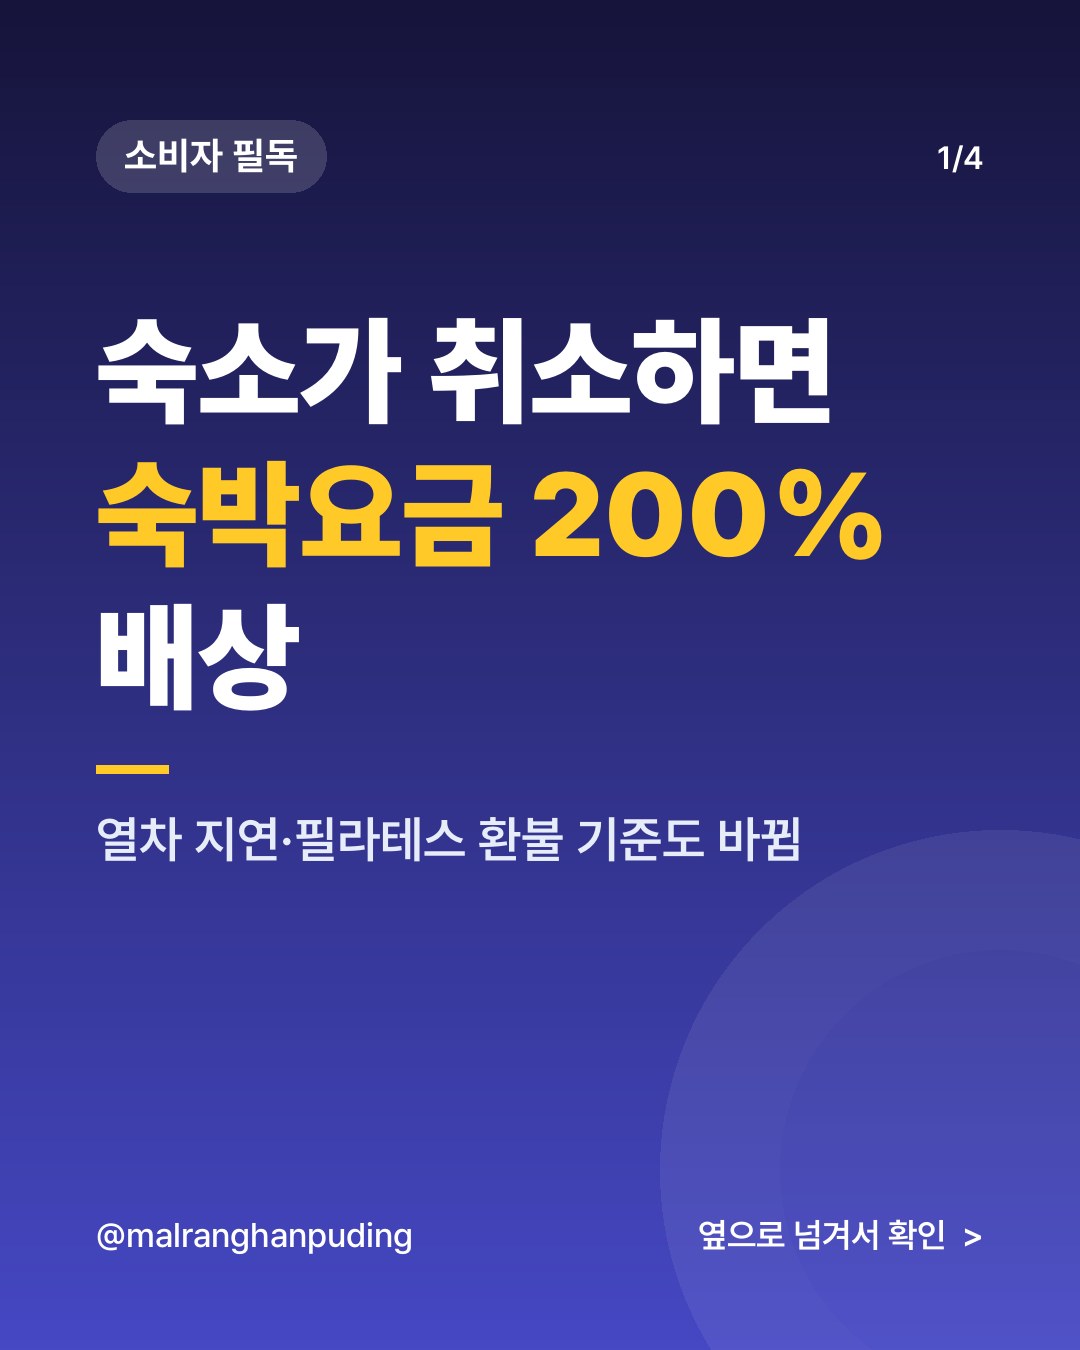 소비자 필독
1/4
숙소가 취소하면
숙박요금 200%
배상
열차 지연·필라테스 환불 기준도 바뀜
@malranghanpuding
옆으로 넘겨서 확인 >